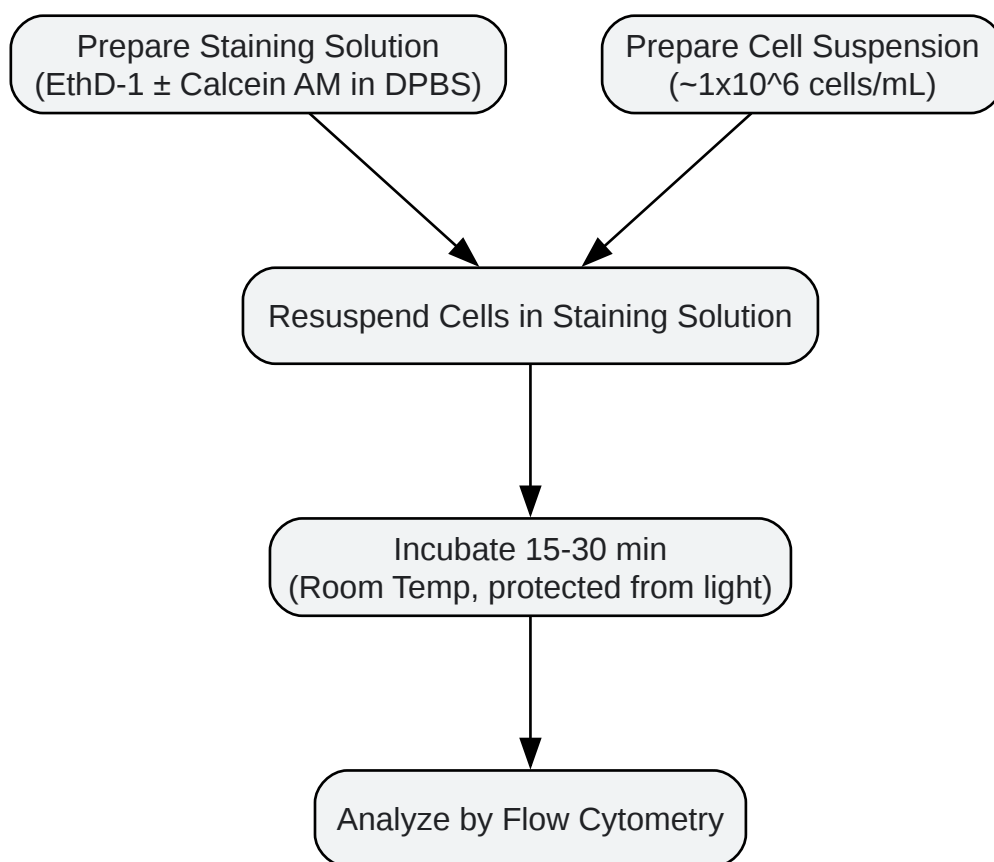 Prepare Staining Solution
(EthD-1 ± Calcein AM in DPBS)
Prepare Cell Suspension
(~1x10^6 cells/mL)
Resuspend Cells in Staining Solution
Incubate 15-30 min
(Room Temp, protected from light)
Analyze by Flow Cytometry